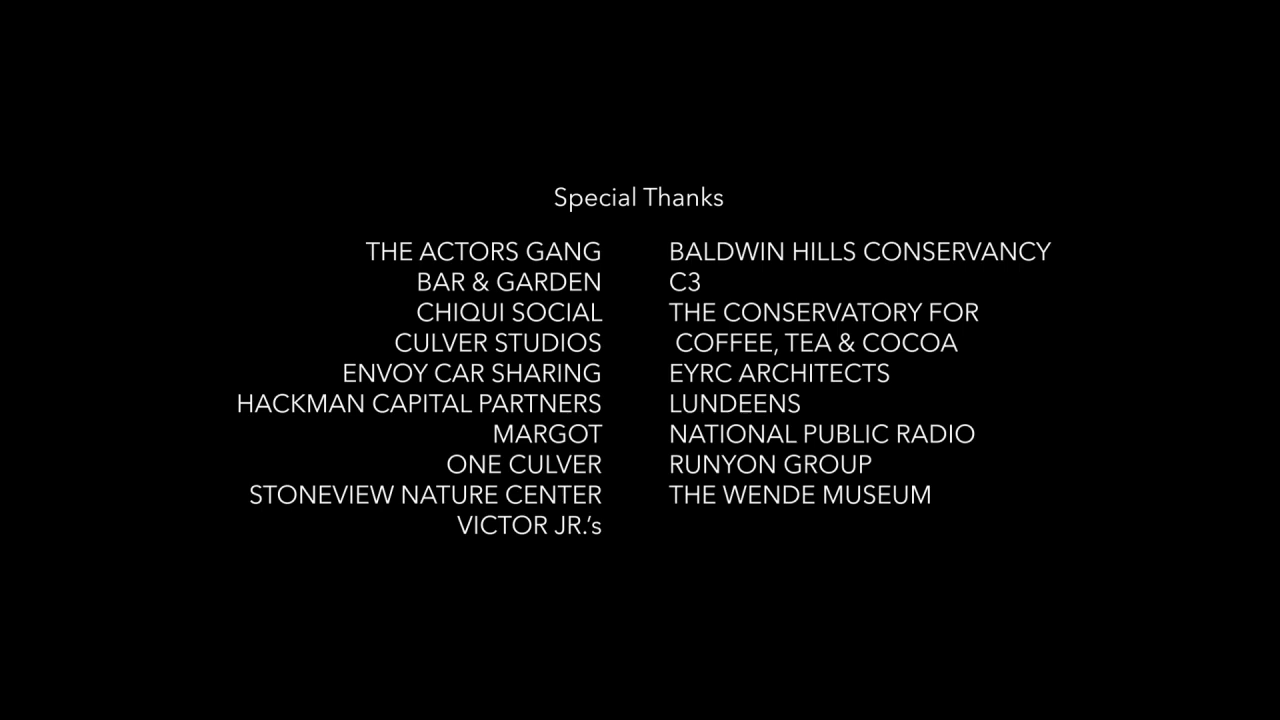 Special Thanks
THE ACTORS GANG
BAR & GARDEN
CHIQUI SOCIAL
CULVER STUDIOS
ENVOY CAR SHARING
HACKMAN CAPITAL PARTNERS
MARGOT
ONE CULVER
STONEVIEW NATURE CENTER
VICTOR JR.’s
BALDWIN HILLS CONSERVANCY
C3
THE CONSERVATORY FOR
COFFEE, TEA & COCOA
EYRC ARCHITECTS
LUNDEENS
NATIONAL PUBLIC RADIO
RUNYON GROUP
THE WENDE MUSEUM